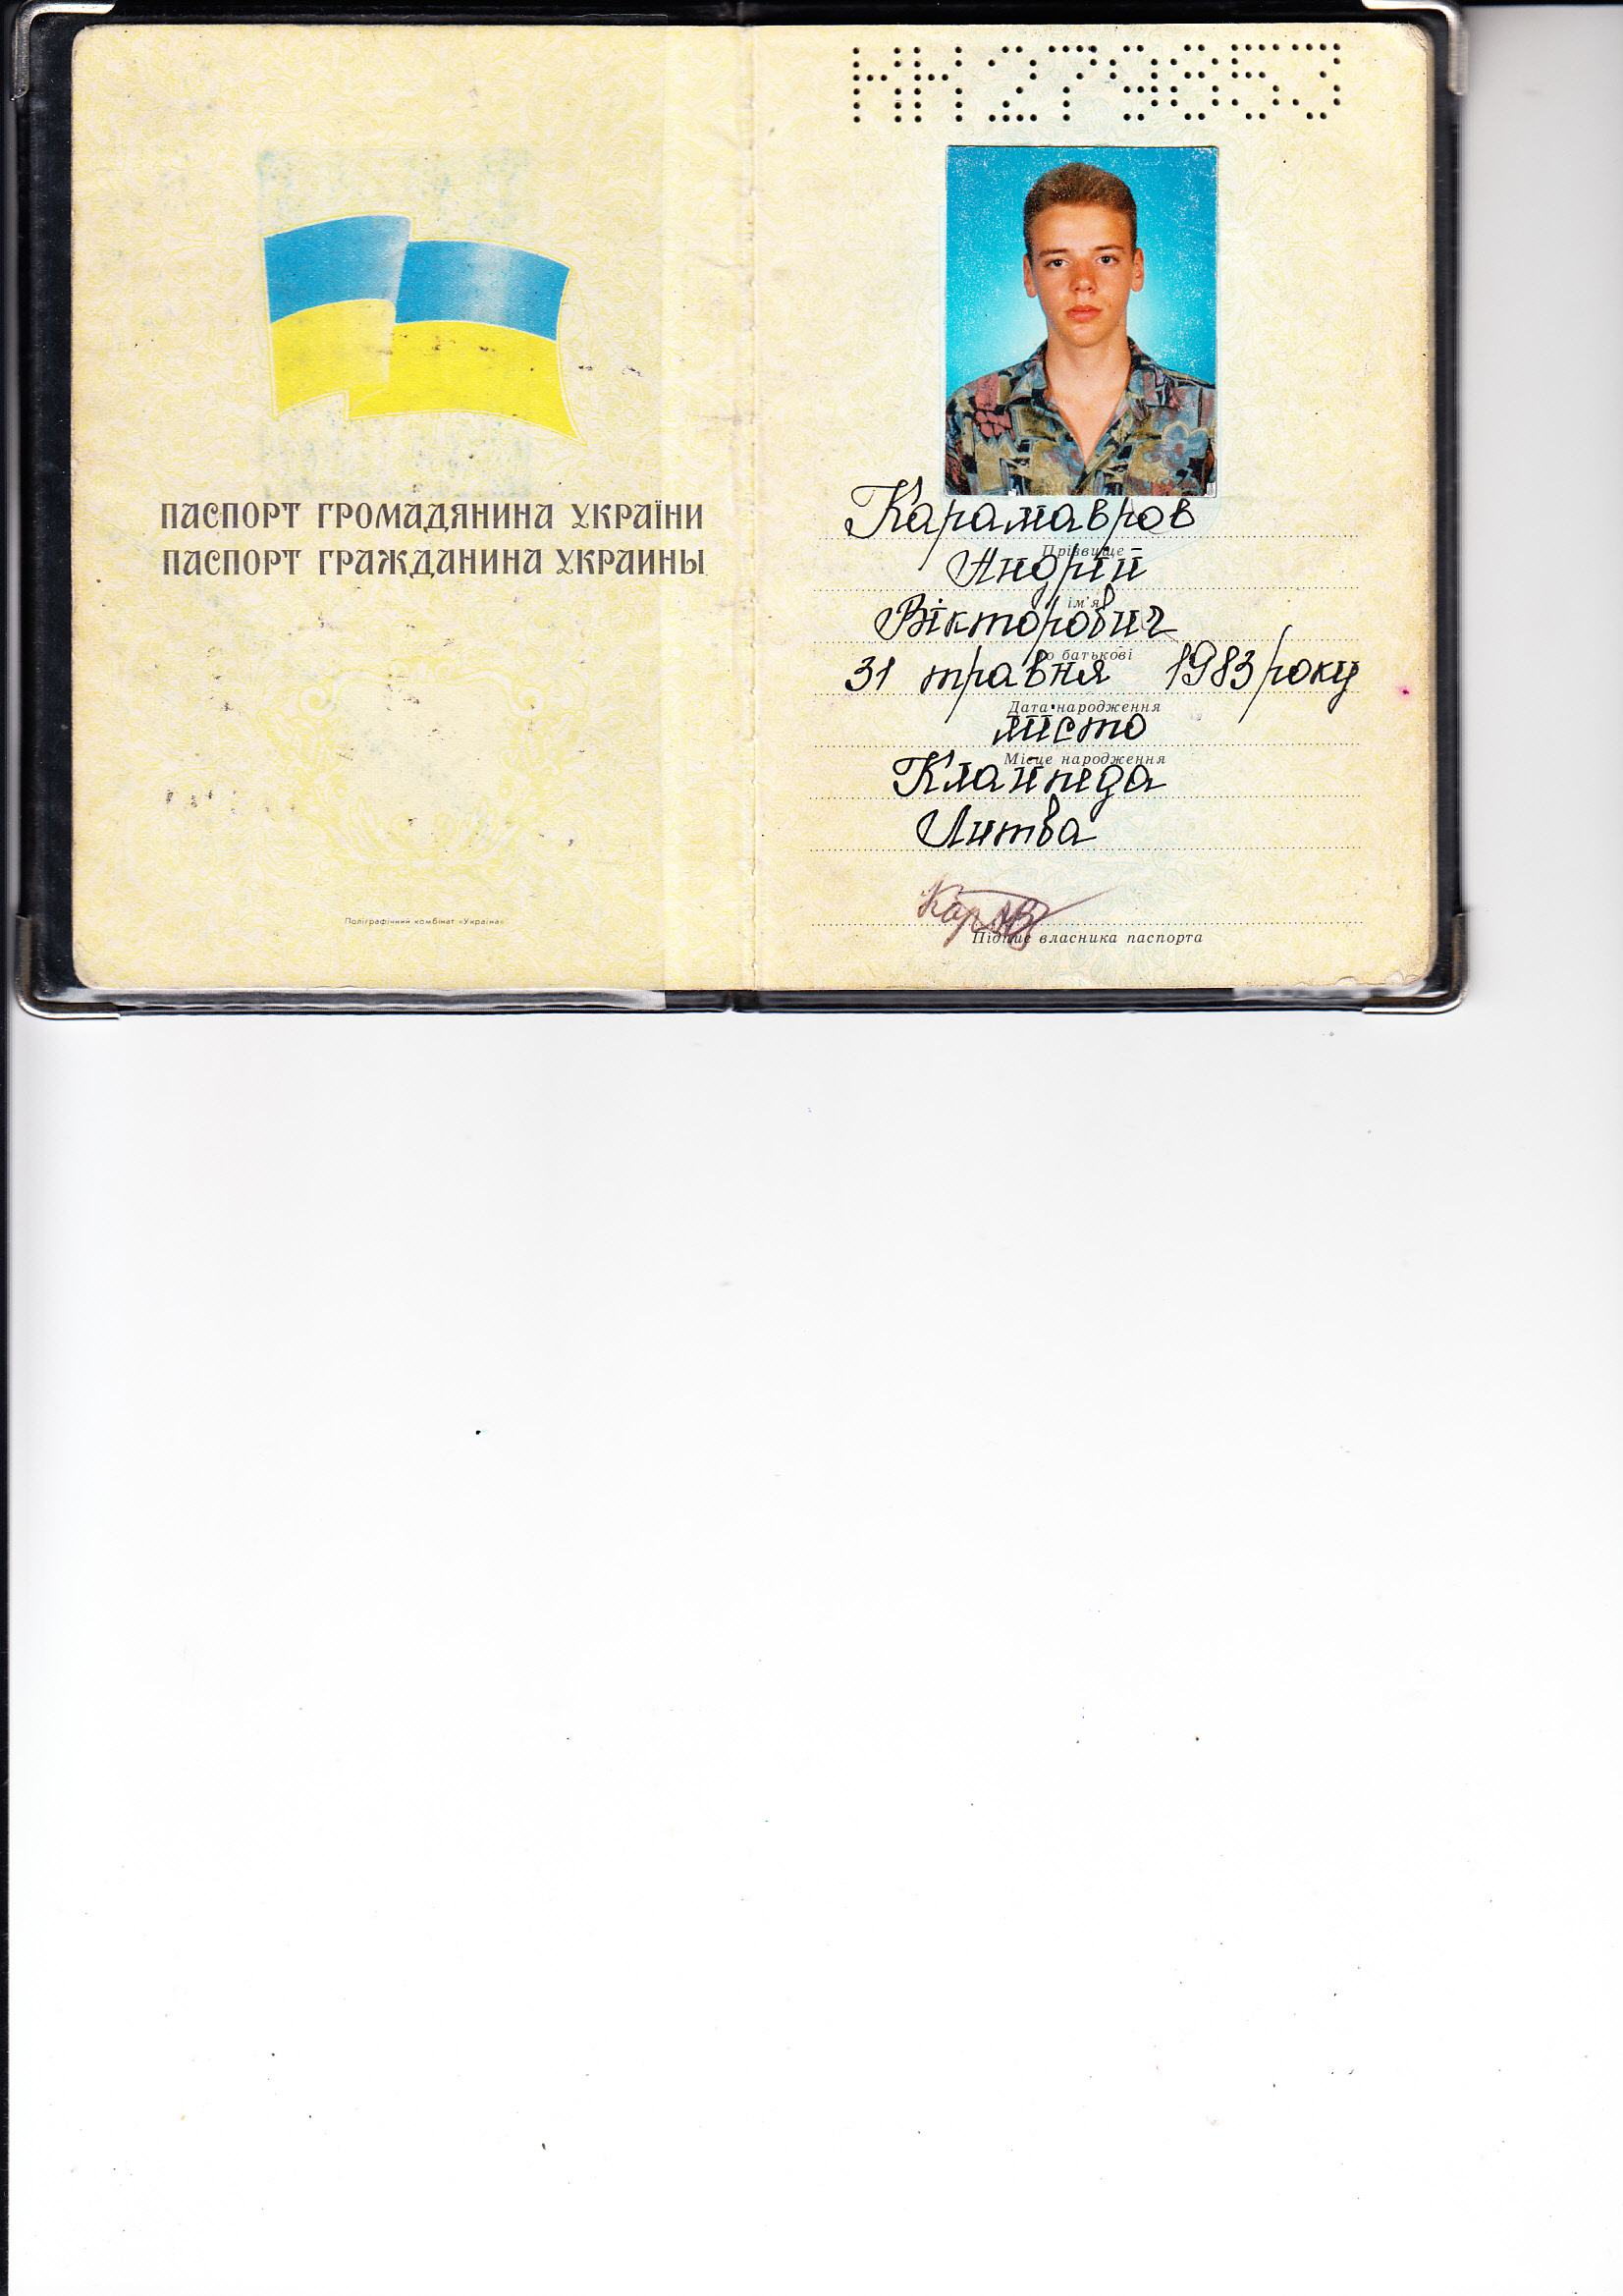 ПАСПОРТ ГРОМАДЯНИНА УКРАЇНИ
ПАСПОРТ ГРАЖДАНИНА УКРАИНЫ
Поліграфічний комбінат «Україна»
НН 279853
Карамавров
Прізвище
Андрій
ім'я
Вікторович
по батькові
31 травня 1983 року
Дата народження
місто
Місце народження
Клайпеда
Литва
Підпис власника паспорта